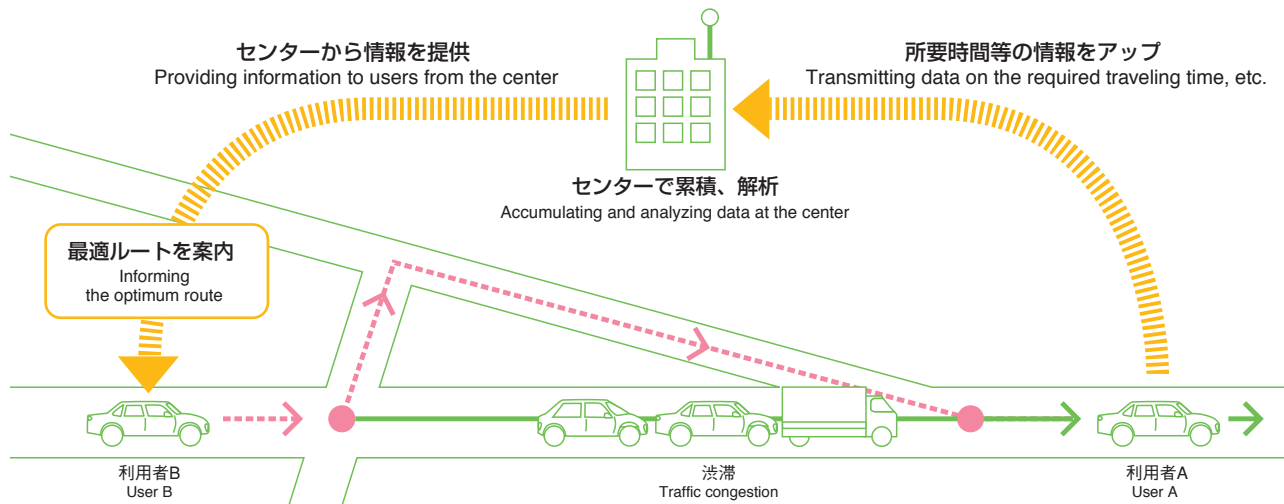 センターから情報を提供
Providing information to users from the center
所要時間等の情報をアップ
Transmitting data on the required traveling time, etc.
センターで累積、解析
Accumulating and analyzing data at the center
最適ルートを案内
Informing
the optimum route
利用者B
User B
渋滞
Traffic congestion
利用者A
User A